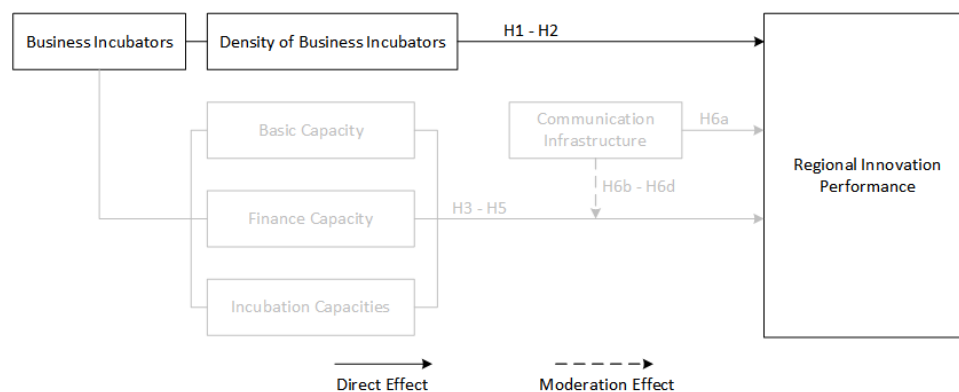 Business Incubators
Density of Business Incubators
H1 - H2
Basic Capacity
Communication
Infrastructure
H6a
Regional Innovation
Performance
H6b - H6d
Finance Capacity
H3 - H5
Incubation Capacities
Direct Effect
Moderation Effect